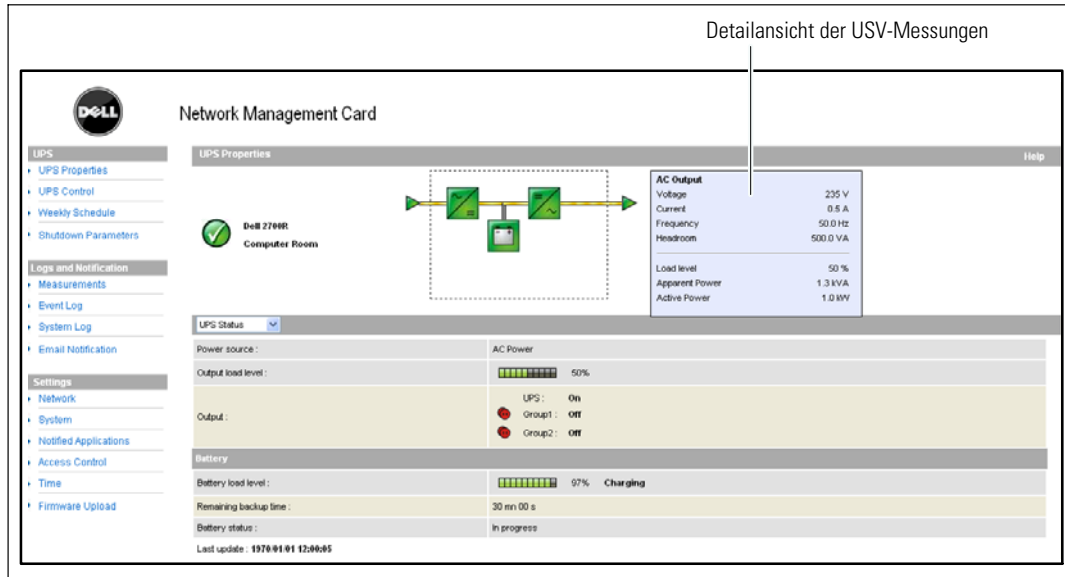 Detailansicht der USV-Messungen
DELL
Network Management Card
UPS
UPS Properties
UPS Control
Weekly Schedule
Shutdown Parameters
Logs and Notification
Measurements
Event Log
System Log
Email Notification
Settings
Network
System
Notified Applications
Access Control
Time
Firmware Upload
UPS Properties Help
Dell 2700R
Computer Room
AC Output
Voltage 235 V
Current 0.5 A
Frequency 50.0 Hz
Headroom 500.0 VA
Load level 50 %
Apparent Power 1.3 kVA
Active Power 1.0 kW
UPS Status
Power source : AC Power
Output load level : 50%
Output :
UPS : On
Group1 : Off
Group2 : Off
Battery
Battery load level : 97% Charging
Remaining backup time : 30 mn 00 s
Battery status : In progress
Last update : 1970/01/01 12:00:05